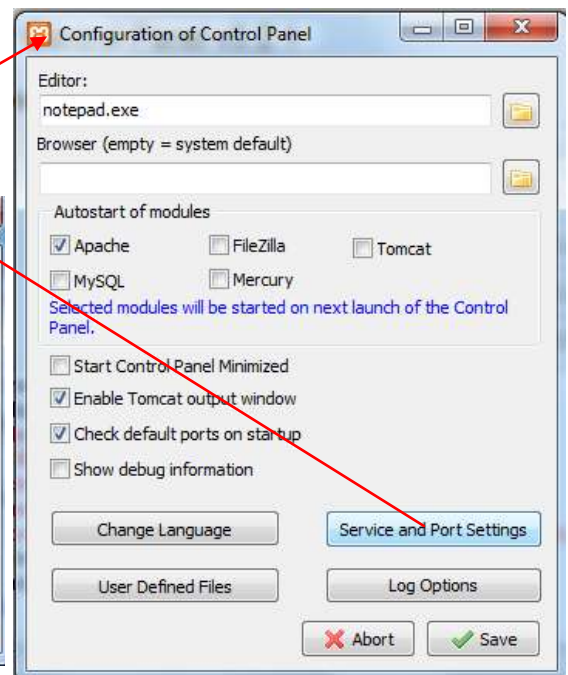 Configuration of Control Panel
Editor:
notepad.exe
Browser (empty = system default)
Autostart of modules
Apache FileZilla Tomcat
MySQL Mercury
Selected modules will be started on next launch of the Control
Panel.
Start Control Panel Minimized
Enable Tomcat output window
Check default ports on startup
Show debug information
Change Language Service and Port Settings
User Defined Files Log Options
Abort Save